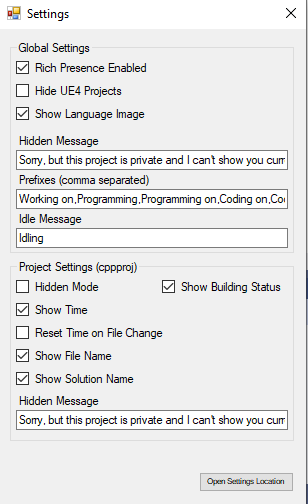 Settings
Global Settings
Rich Presence Enabled
Hide UE4 Projects
Show Language Image
Hidden Message
Sorry, but this project is private and I can't show you
Prefixes (comma separated)
Working on,Programming,Programming on,Coding on,
Idle Message
Idling
Project Settings (cppproj)
Hidden Mode Show Building Status
Show Time
Reset Time on File Change
Show File Name
Show Solution Name
Hidden Message
Sorry, but this project is private and I can't show you
Open Settings Location